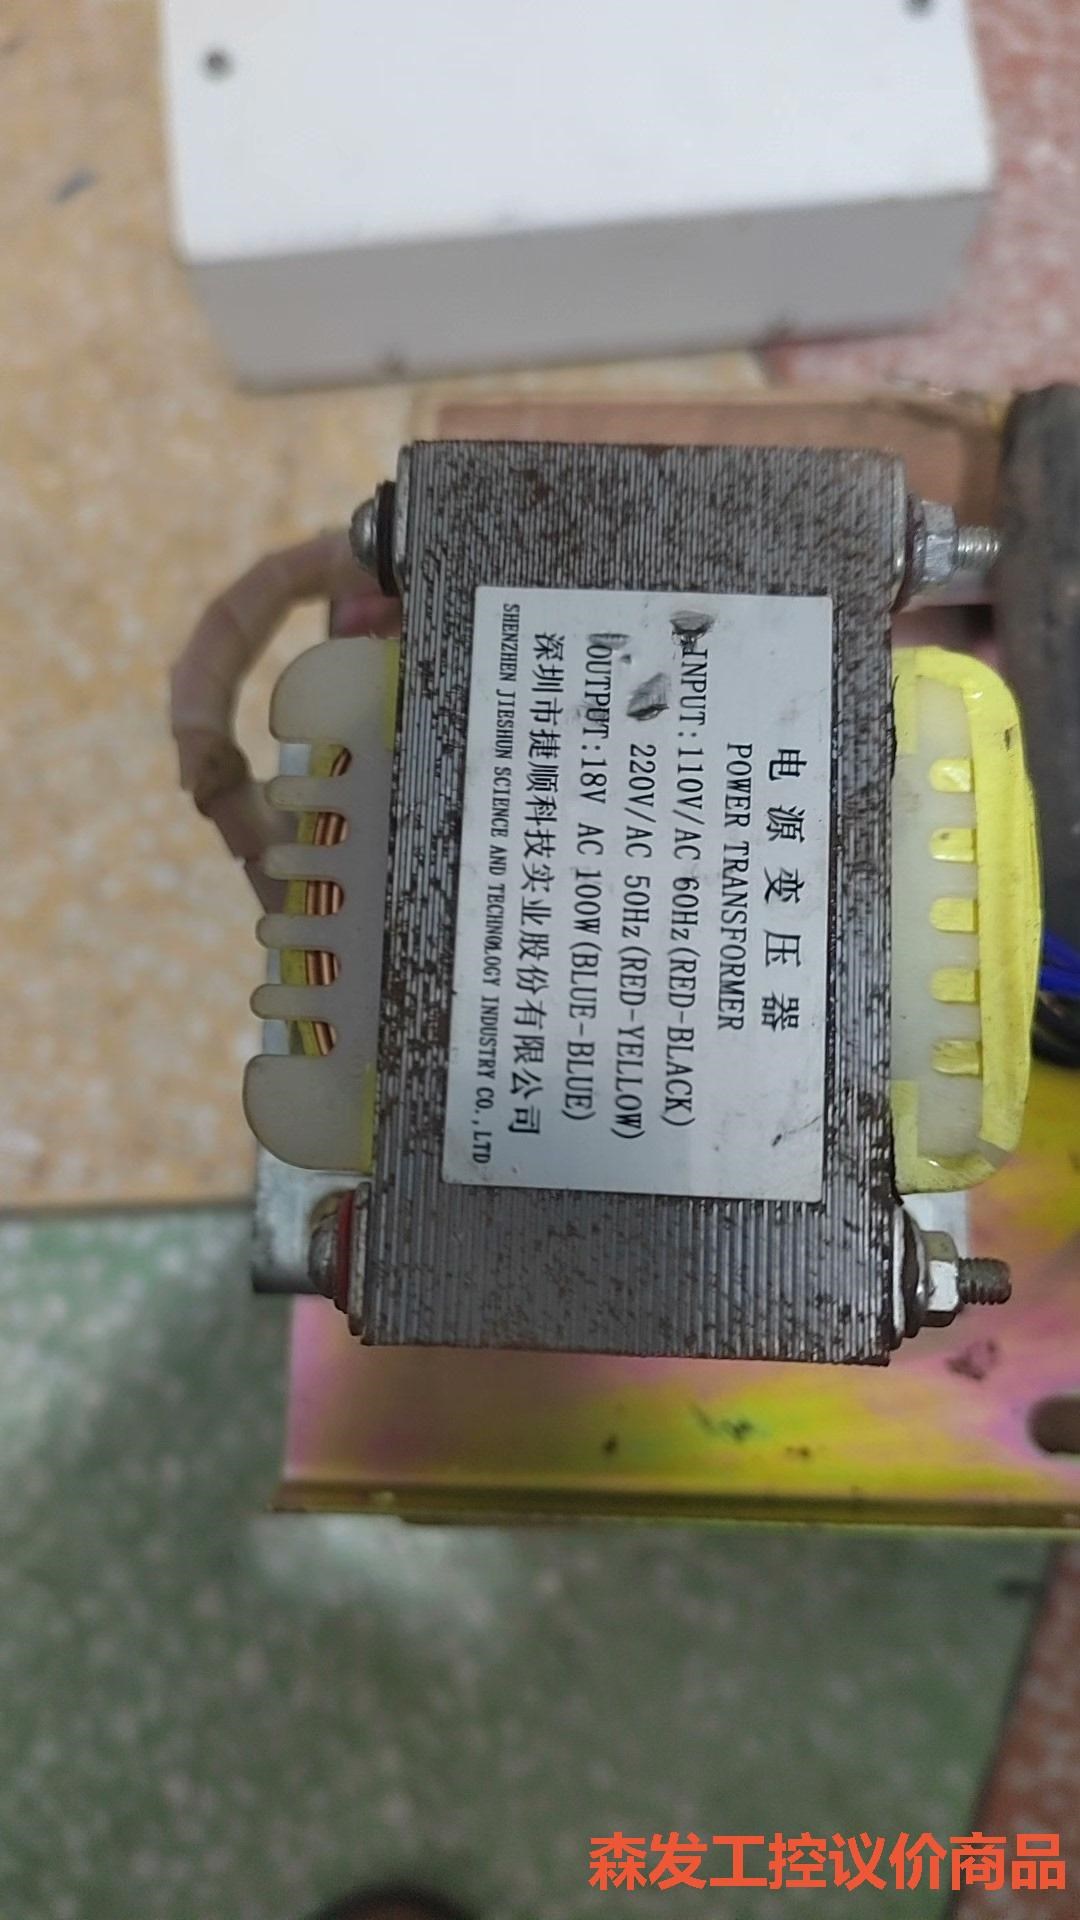 电源变压器
POWER TRANSFORMER
INPUT:110V/AC 60Hz(RED-BLACK)
220V/AC 50Hz(RED-YELLOW)
OUTPUT:18V AC 100W(BLUE-BLUE)
深圳市捷顺科技实业股份有限公司
SHENZHEN JIESHUN SCIENCE AND TECHNOLOGY INDUSTRY CO.,LTD
森发工控议价商品